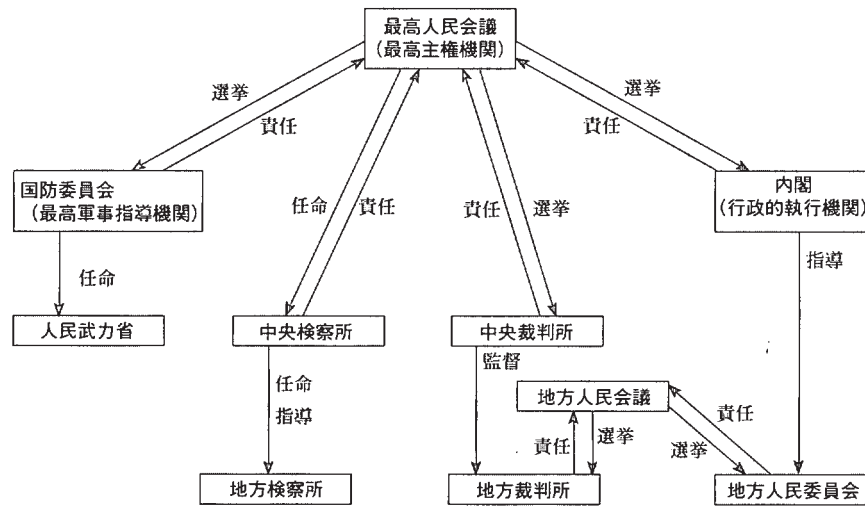 最高人民会議
（最高主権機関）
選挙
責任
任命
責任
責任
選挙
責任
選挙
国防委員会
（最高軍事指導機関）
内閣
（行政的執行機関）
任命
指導
人民武力省
中央検察所
中央裁判所
任命
指導
監督
地方人民会議
責任
選挙
責任
選挙
地方検察所
地方裁判所
地方人民委員会